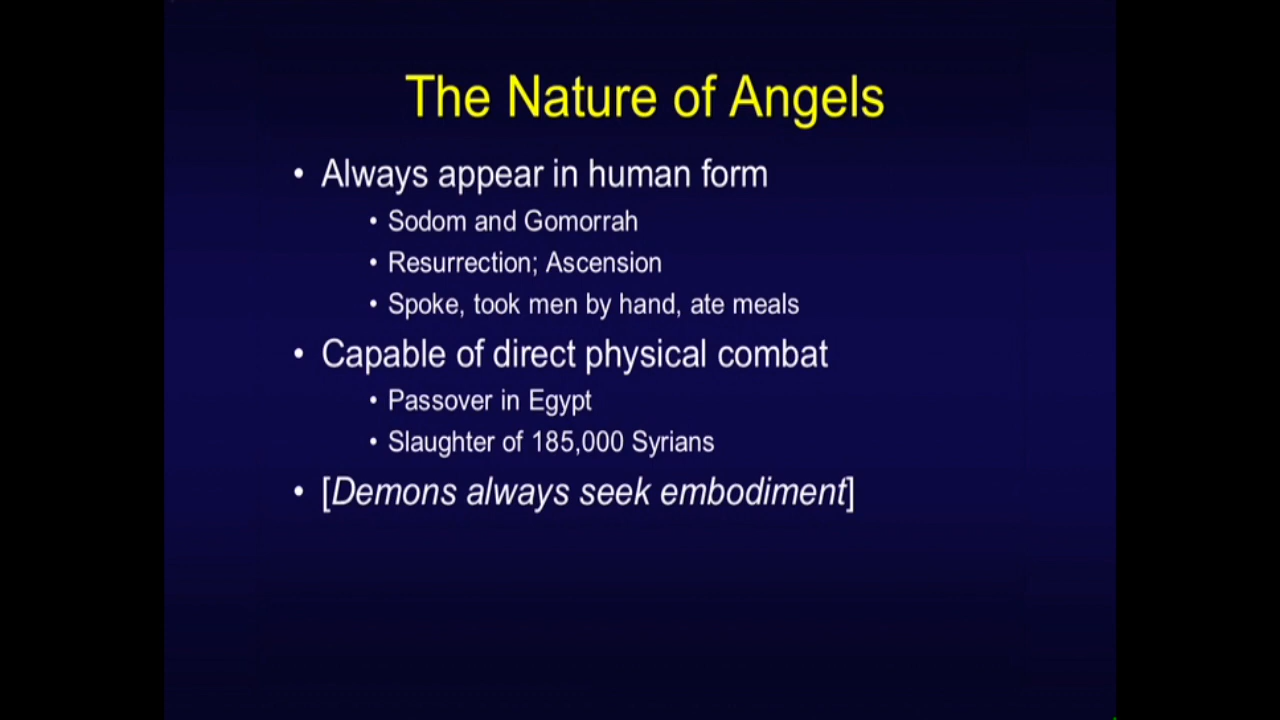 The Nature of Angels
• Always appear in human form
• Sodom and Gomorrah
• Resurrection; Ascension
• Spoke, took men by hand, ate meals
• Capable of direct physical combat
• Passover in Egypt
• Slaughter of 185,000 Syrians
• [Demons always seek embodiment]